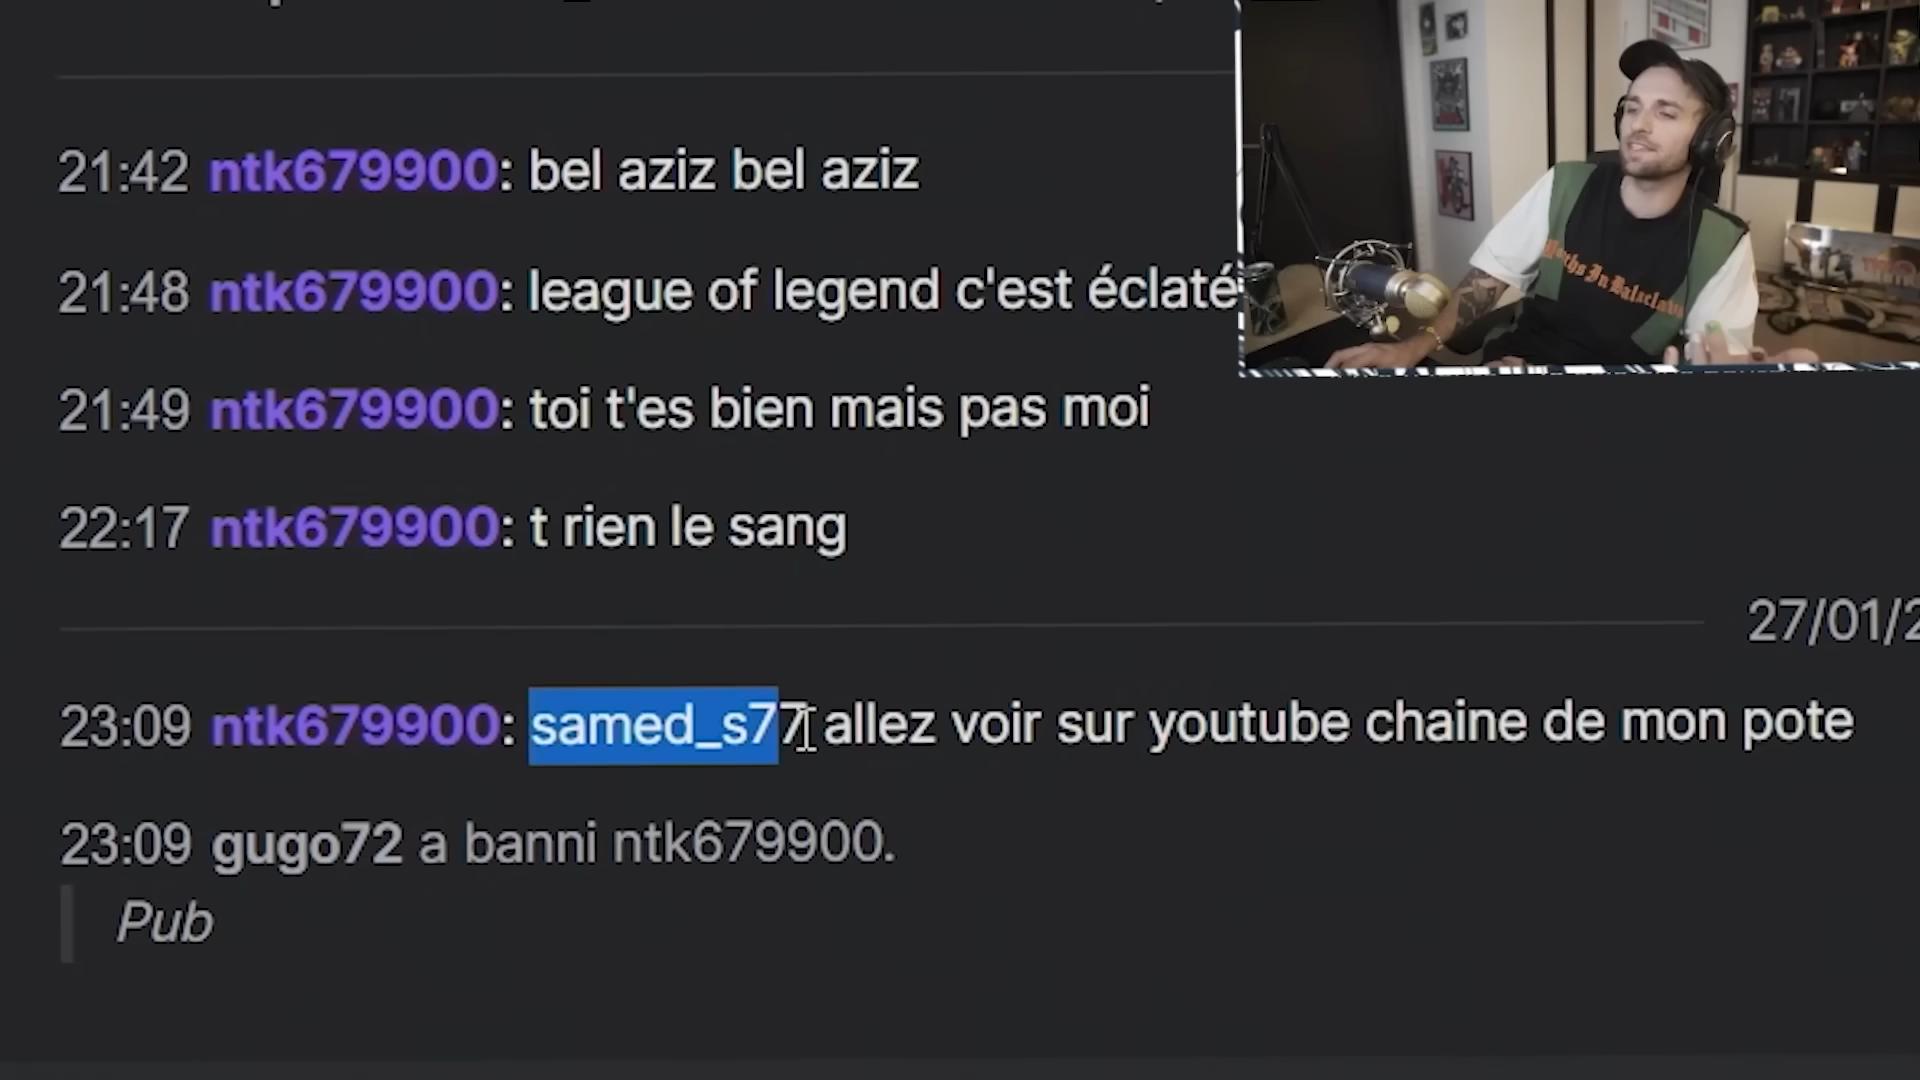 21:42 ntk679900: bel aziz bel aziz
21:48 ntk679900: league of legend c'est éclaté
21:49 ntk679900: toi t'es bien mais pas moi
22:17 ntk679900: t rien le sang
27/01/2
23:09 ntk679900: samed_s77 allez voir sur youtube chaine de mon pote
23:09 gugo72 a banni ntk679900.
Pub